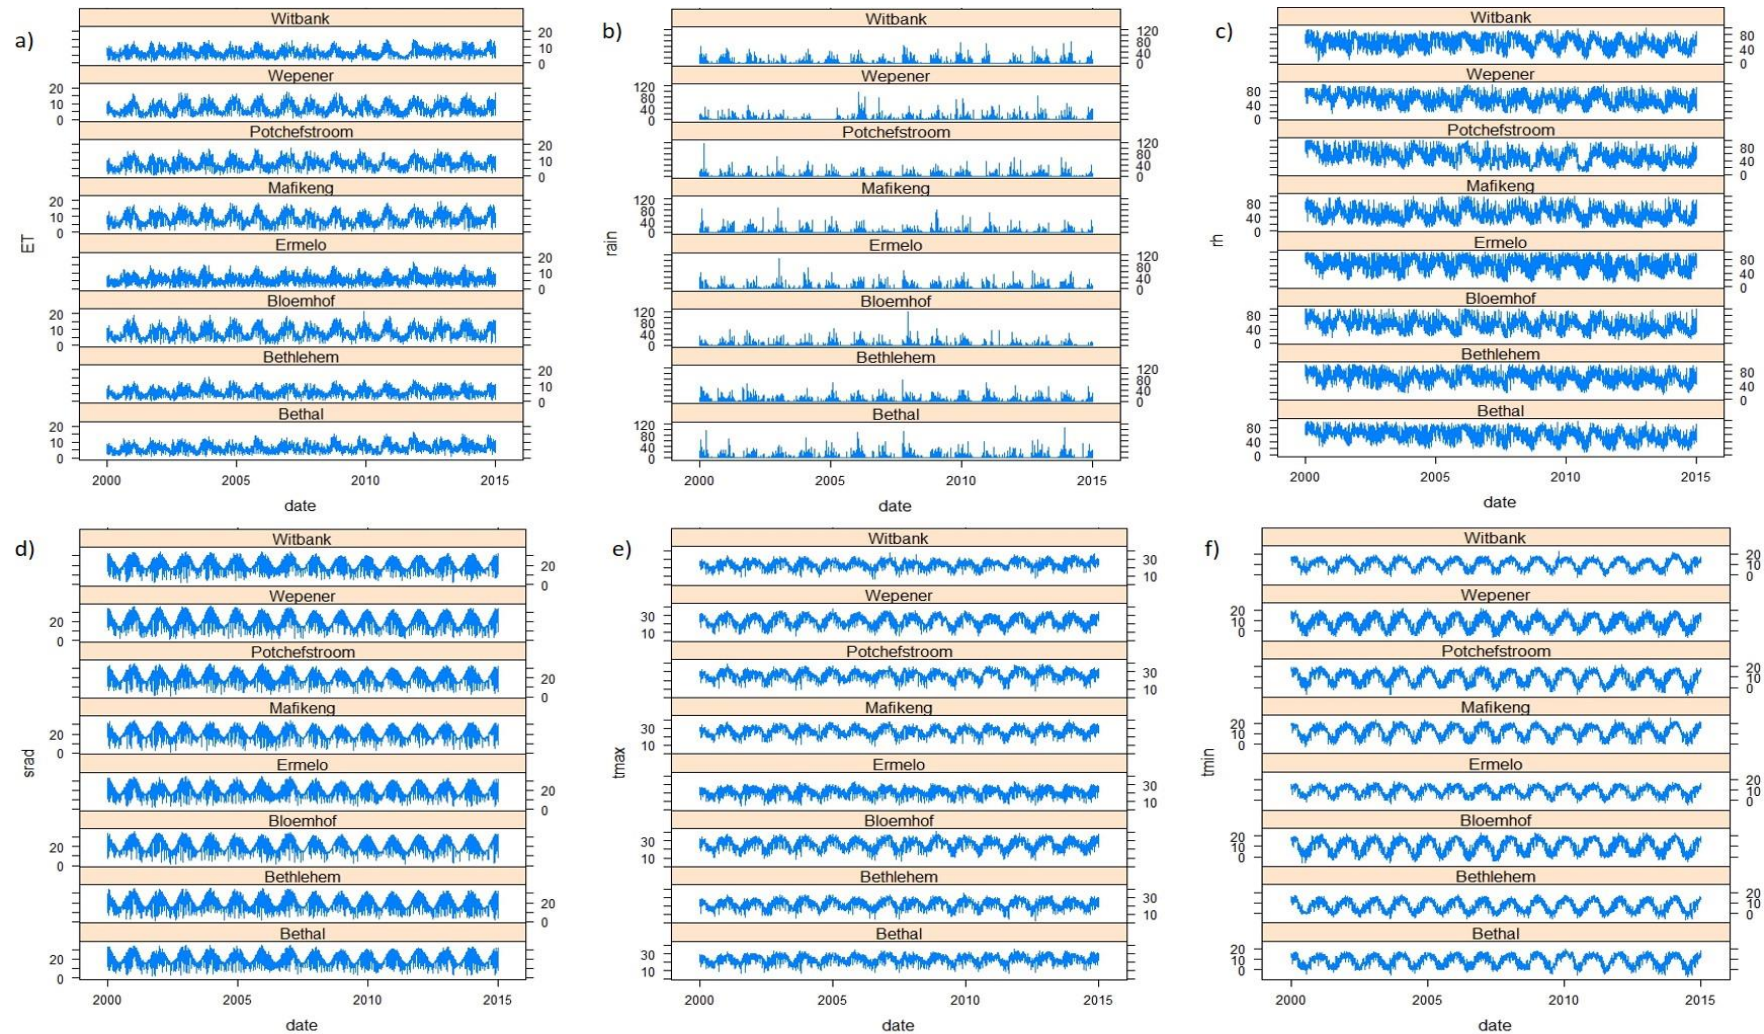 a)
ET
Witbank
20
10
0
Wepener
20
10
0
Potchefstroom
20
10
0
Mafikeng
20
10
0
Ermelo
20
10
0
Bloemhof
20
10
0
Bethlehem
20
10
0
Bethal
20
10
0
2000 2005 2010 2015
date
b)
rain
Witbank
120
80
40
0
Wepener
120
80
40
0
Potchefstroom
120
80
40
0
Mafikeng
120
80
40
0
Ermelo
120
80
40
0
Bloemhof
120
80
40
0
Bethlehem
120
80
40
0
Bethal
120
80
40
0
2000 2005 2010 2015
date
c)
rh
Witbank
80
40
0
Wepener
80
40
0
Potchefstroom
80
40
0
Mafikeng
80
40
0
Ermelo
80
40
0
Bloemhof
80
40
0
Bethlehem
80
40
0
Bethal
80
40
0
2000 2005 2010 2015
date
d)
srad
Witbank
20
0
Wepener
20
0
Potchefstroom
20
0
Mafikeng
20
0
Ermelo
20
0
Bloemhof
20
0
Bethlehem
20
0
Bethal
20
0
2000 2005 2010 2015
date
e)
tmax
Witbank
30
10
Wepener
30
10
Potchefstroom
30
10
Mafikeng
30
10
Ermelo
30
10
Bloemhof
30
10
Bethlehem
30
10
Bethal
30
10
2000 2005 2010 2015
date
f)
tmin
Witbank
20
10
0
Wepener
20
10
0
Potchefstroom
20
10
0
Mafikeng
20
10
0
Ermelo
20
10
0
Bloemhof
20
10
0
Bethlehem
20
10
0
Bethal
20
10
0
2000 2005 2010 2015
date